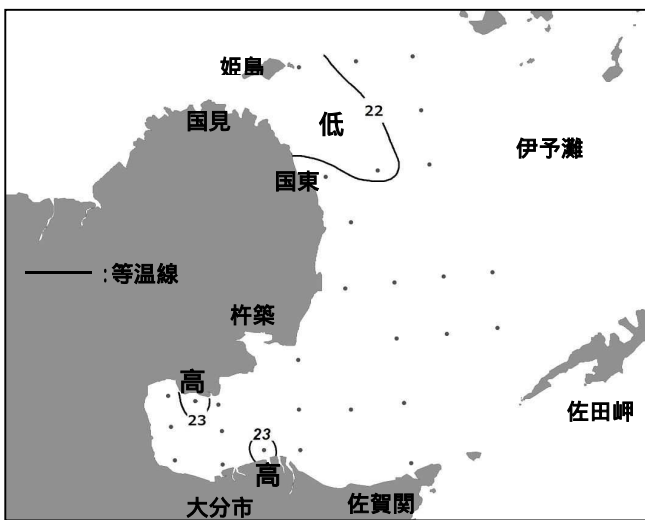 姫島
22
国見
低
伊予灘
国東
:等温線
杵築
高
佐田岬
23
23
高
大分市
佐賀関